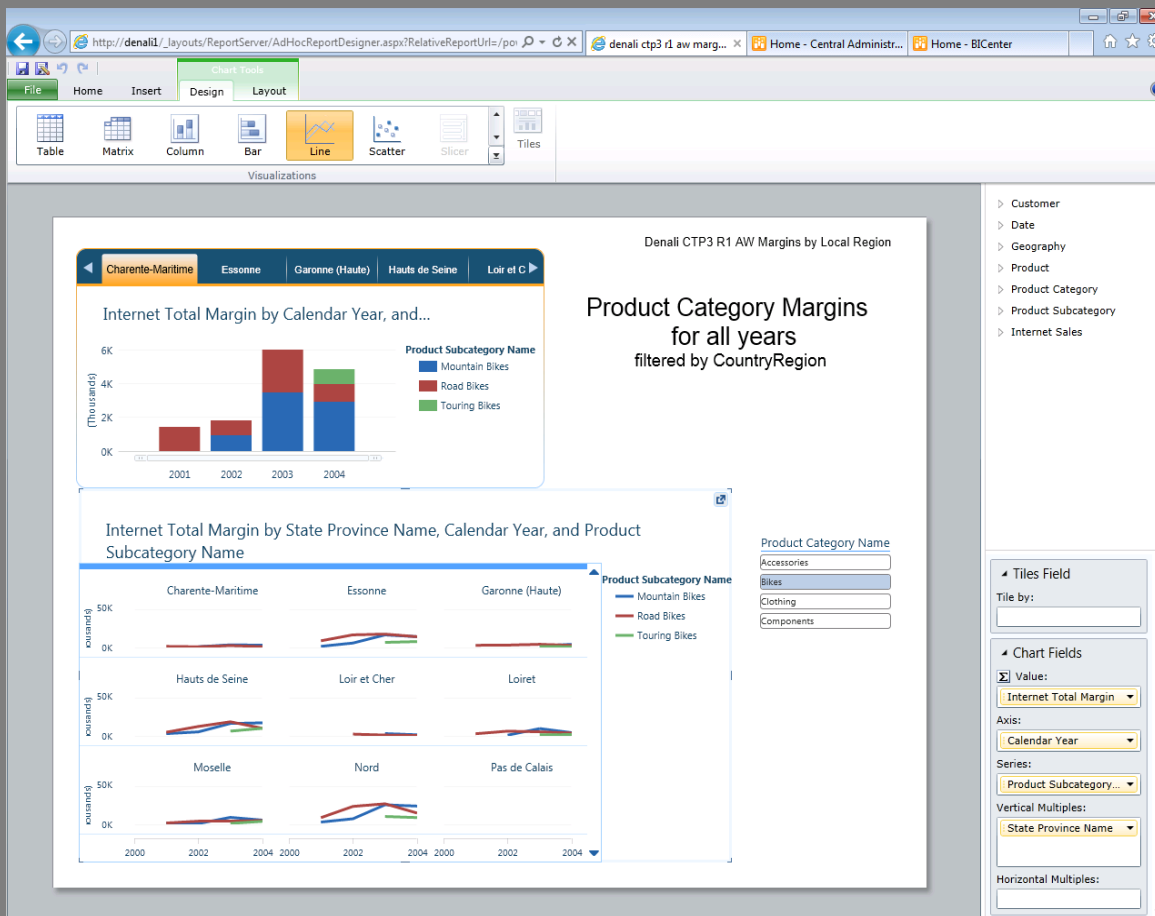 http://denali1/_layouts/ReportServer/AdHocReportDesigner.aspx?RelativeReportUrl=/poi
denali ctp3 r1 aw marg...
Home - Central Administr...
Home - BICenter
Chart Tools
File
Home
Insert
Design
Layout
Table
Matrix
Column
Bar
Line
Scatter
Slicer
Tiles
Visualizations
Denali CTP3 R1 AW Margins by Local Region
Charente-Maritime
Essonne
Garonne (Haute)
Hauts de Seine
Loir et C
Internet Total Margin by Calendar Year, and...
Product Category Margins
for all years
filtered by CountryRegion
(Thousands)
6K
4K
2K
0K
2001
2002
2003
2004
Product Subcategory Name
Mountain Bikes
Road Bikes
Touring Bikes
Internet Total Margin by State Province Name, Calendar Year, and Product
Subcategory Name
Charente-Maritime
Essonne
Garonne (Haute)
ousands)
50K
0K
Hauts de Seine
Loir et Cher
Loiret
ousands)
50K
0K
Moselle
Nord
Pas de Calais
ousands)
50K
0K
2000
2002
2004
2000
2002
2004
2000
2002
2004
Product Subcategory Name
Mountain Bikes
Road Bikes
Touring Bikes
Product Category Name
Accessories
Bikes
Clothing
Components
Customer
Date
Geography
Product
Product Category
Product Subcategory
Internet Sales
Tiles Field
Tile by:
Chart Fields
Σ Value:
Internet Total Margin
Axis:
Calendar Year
Series:
Product Subcategory...
Vertical Multiples:
State Province Name
Horizontal Multiples: